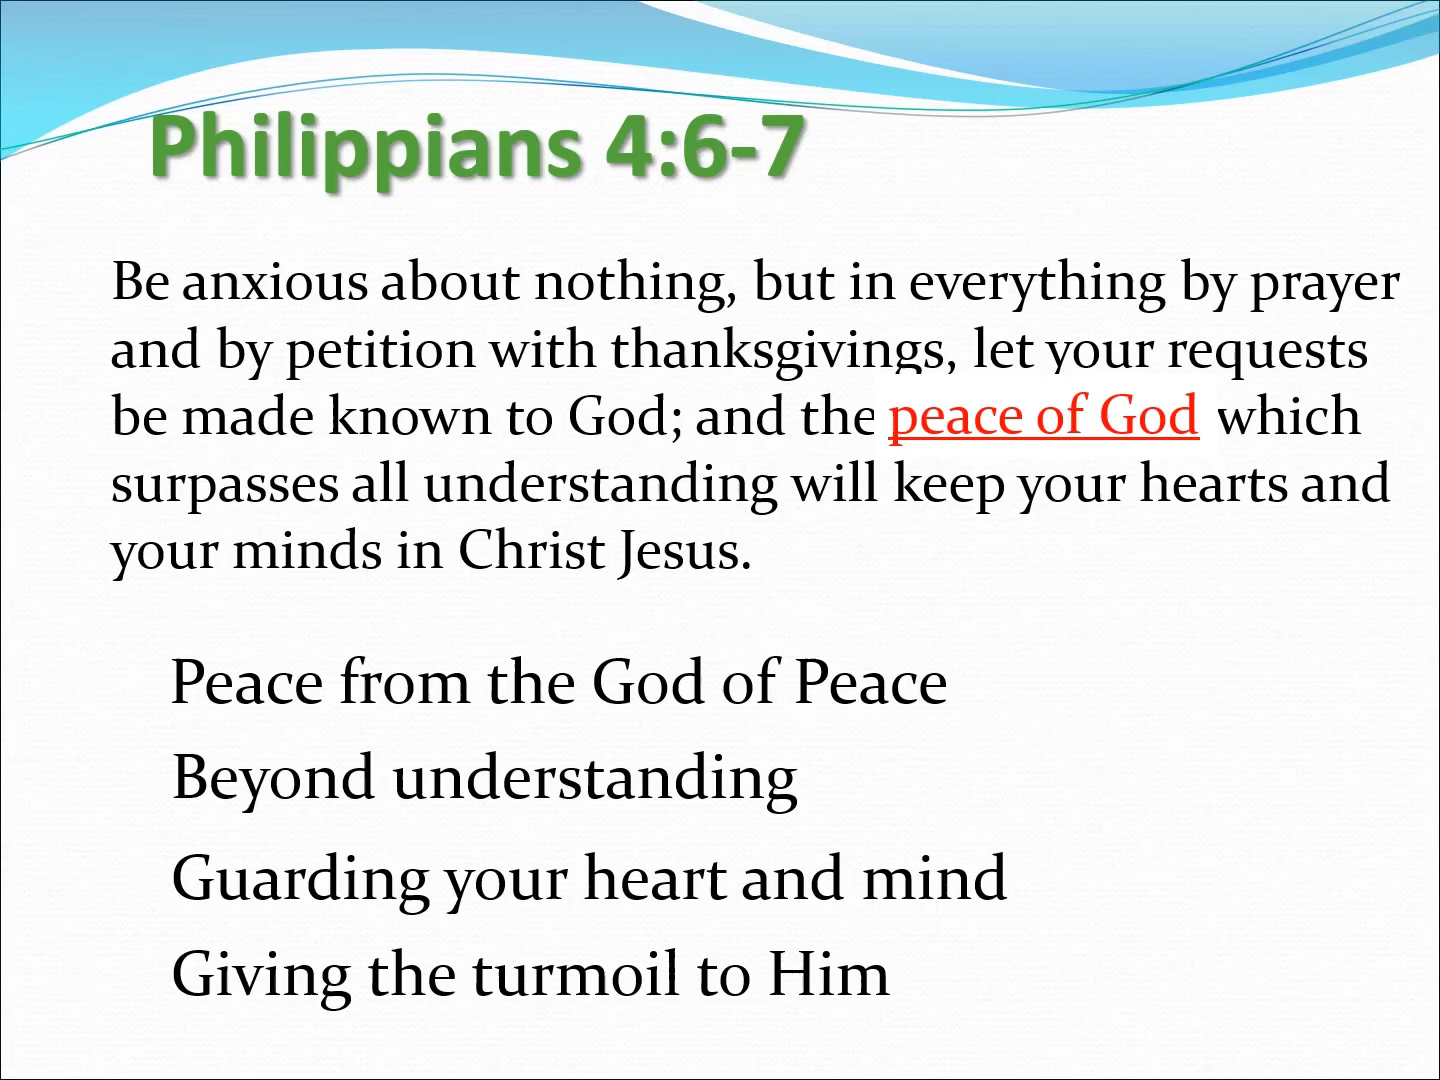 Philippians 4:6-7
Be anxious about nothing, but in everything by prayer
and by petition with thanksgivings, let your requests
be made known to God; and the peace of God which
surpasses all understanding will keep your hearts and
your minds in Christ Jesus.
Peace from the God of Peace
Beyond understanding
Guarding your heart and mind
Giving the turmoil to Him